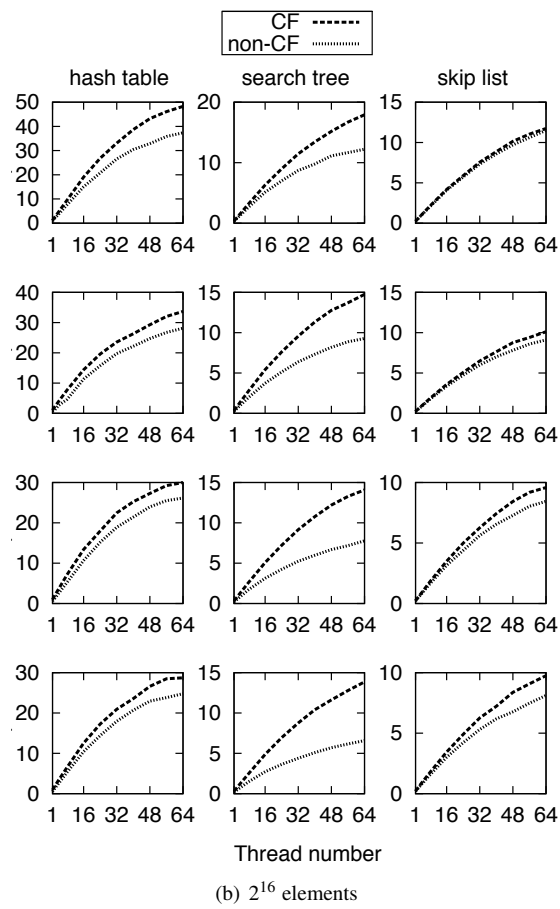 CF
non-CF
hash table search tree skip list
50 40 30 20 10 0 1 16 32 48 64
20 10 0 1 16 32 48 64
15 10 5 0 1 16 32 48 64
40 30 20 10 0 1 16 32 48 64
15 10 5 0 1 16 32 48 64
15 10 5 0 1 16 32 48 64
30 20 10 0 1 16 32 48 64
15 10 5 0 1 16 32 48 64
10 5 0 1 16 32 48 64
30 20 10 0 1 16 32 48 64
15 10 5 0 1 16 32 48 64
10 5 0 1 16 32 48 64
Thread number
(b) 2¹⁶ elements